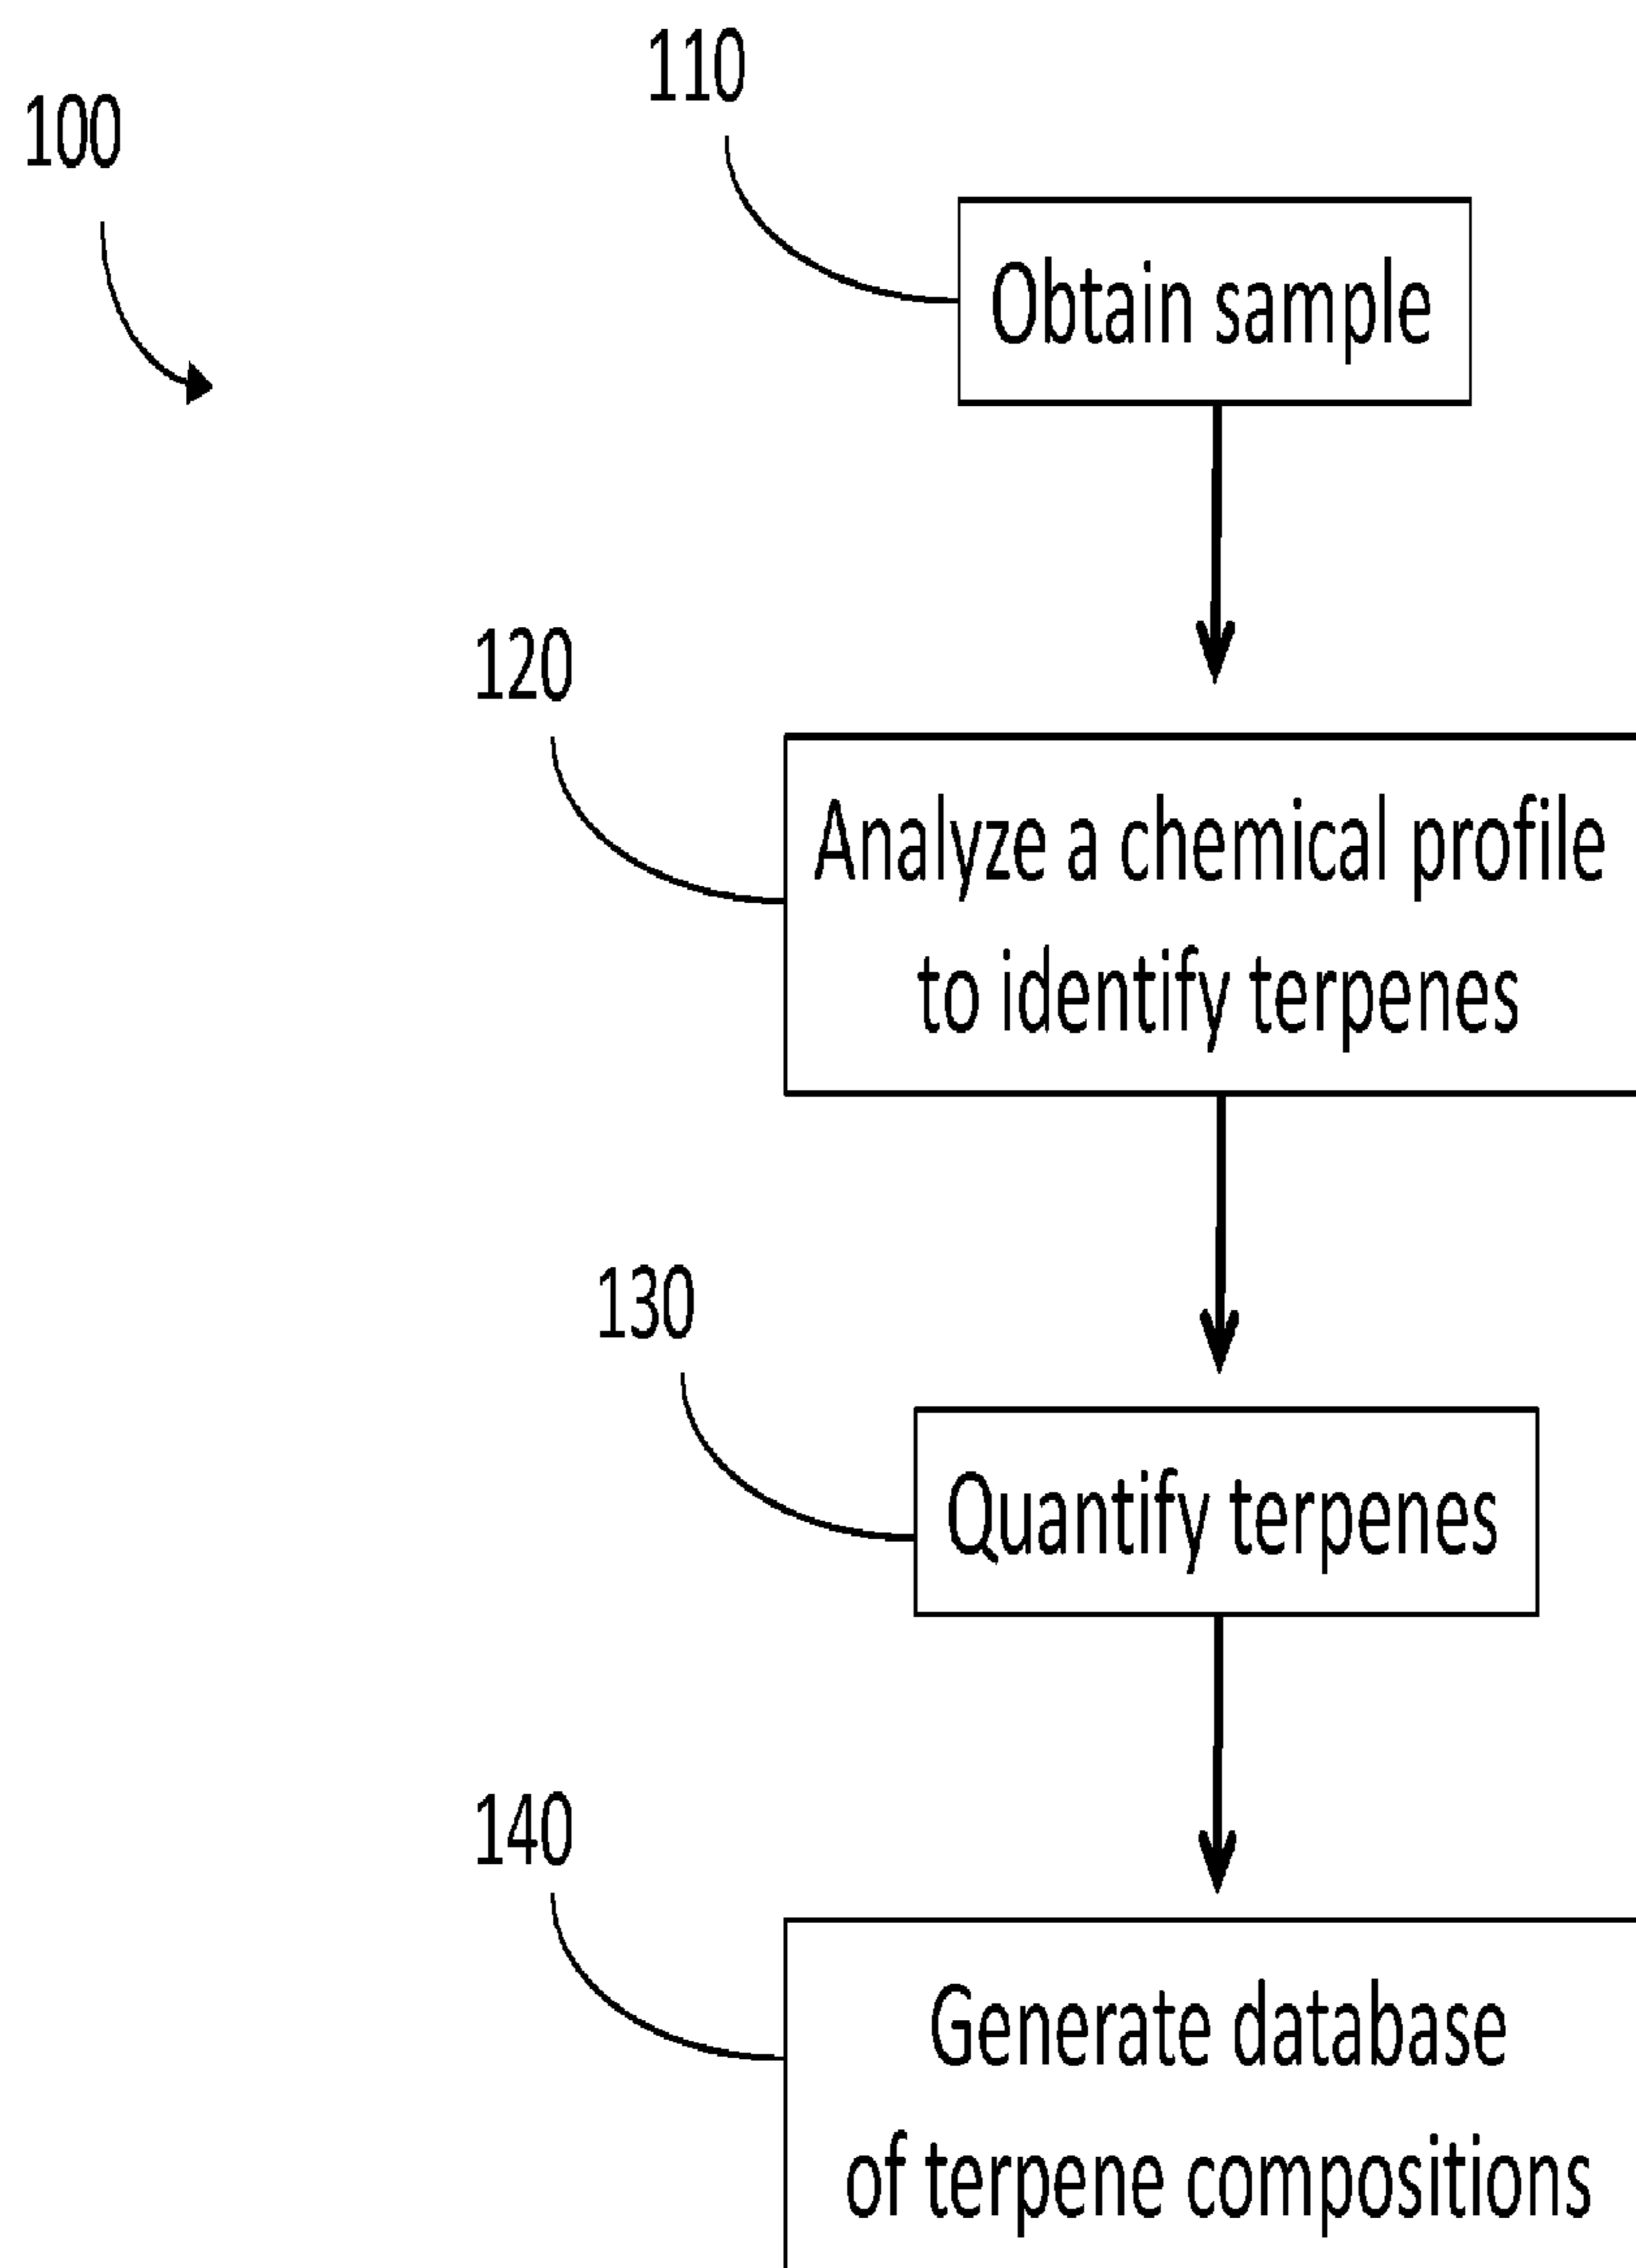 100
110
Obtain sample
120
Analyze a chemical profile
to identify terpenes
130
Quantify terpenes
140
Generate database
of terpene compositions